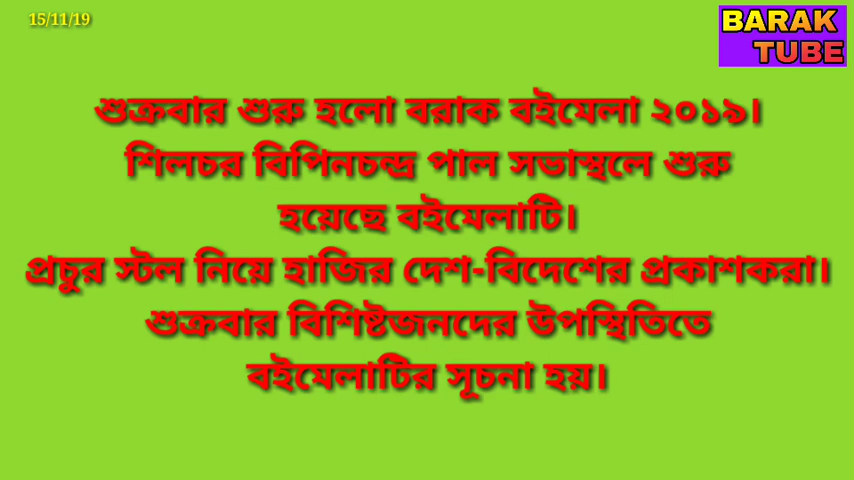 15/11/19
BARAK
TUBE
শুক্রবার শুরু হলো বরাক বইমেলা ২০১৯।
শিলচর বিপিনচন্দ্র পাল সভাস্থলে শুরু
হয়েছে বইমেলাটি।
প্রচুর স্টল নিয়ে হাজির দেশ-বিদেশের প্রকাশকরা।
শুক্রবার বিশিষ্টজনদের উপস্থিতিতে
বইমেলাটির সূচনা হয়।